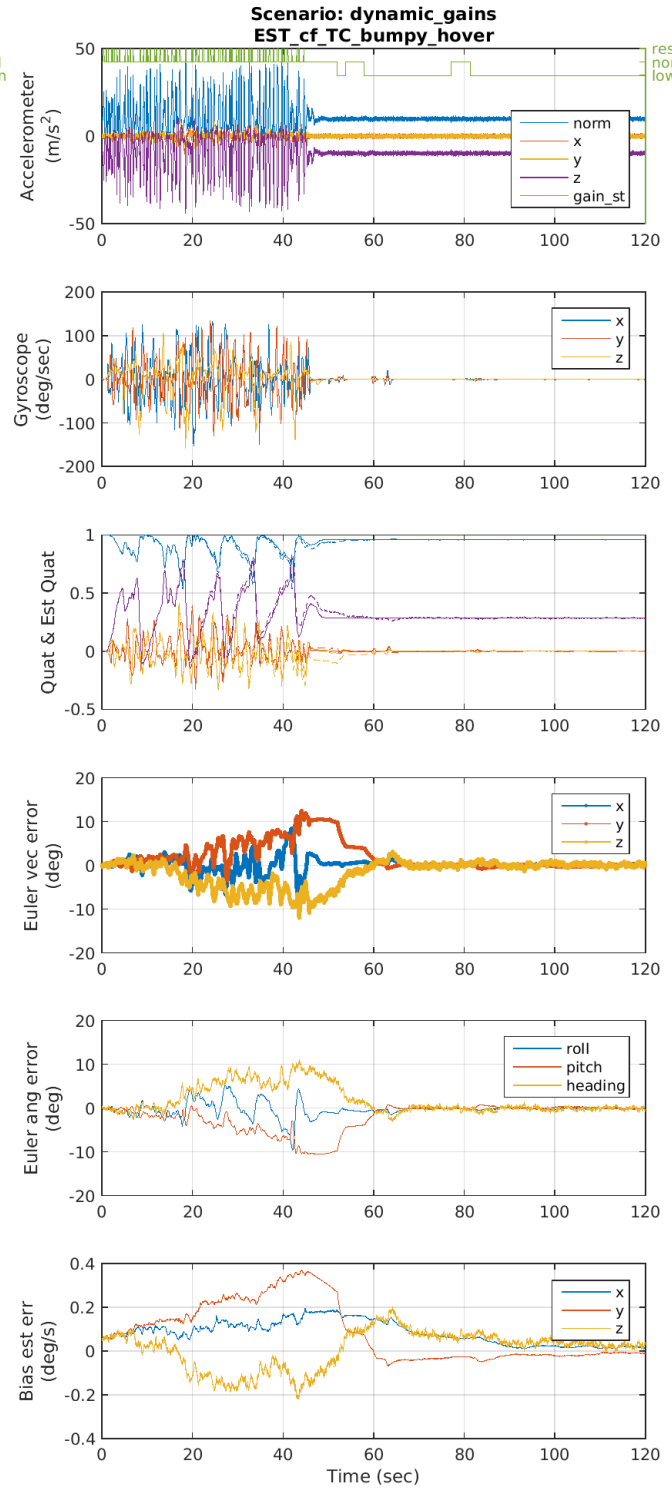 Scenario: dynamic_gains
EST_cf_TC_bumpy_hover
50
0
-50
Accelerometer
(m/s2)
res
nor
low
norm
x
y
z
gain_st
0 20 40 60 80 100 120
200
100
0
-100
-200
Gyroscope
(deg/sec)
x
y
z
0 20 40 60 80 100 120
1
0.5
0
-0.5
Quat & Est Quat
0 20 40 60 80 100 120
20
10
0
-10
-20
Euler vec error
(deg)
x
y
z
0 20 40 60 80 100 120
20
10
0
-10
-20
Euler ang error
(deg)
roll
pitch
heading
0 20 40 60 80 100 120
0.4
0.2
0
-0.2
-0.4
Bias est err
(deg/s)
x
y
z
0 20 40 60 80 100 120
Time (sec)